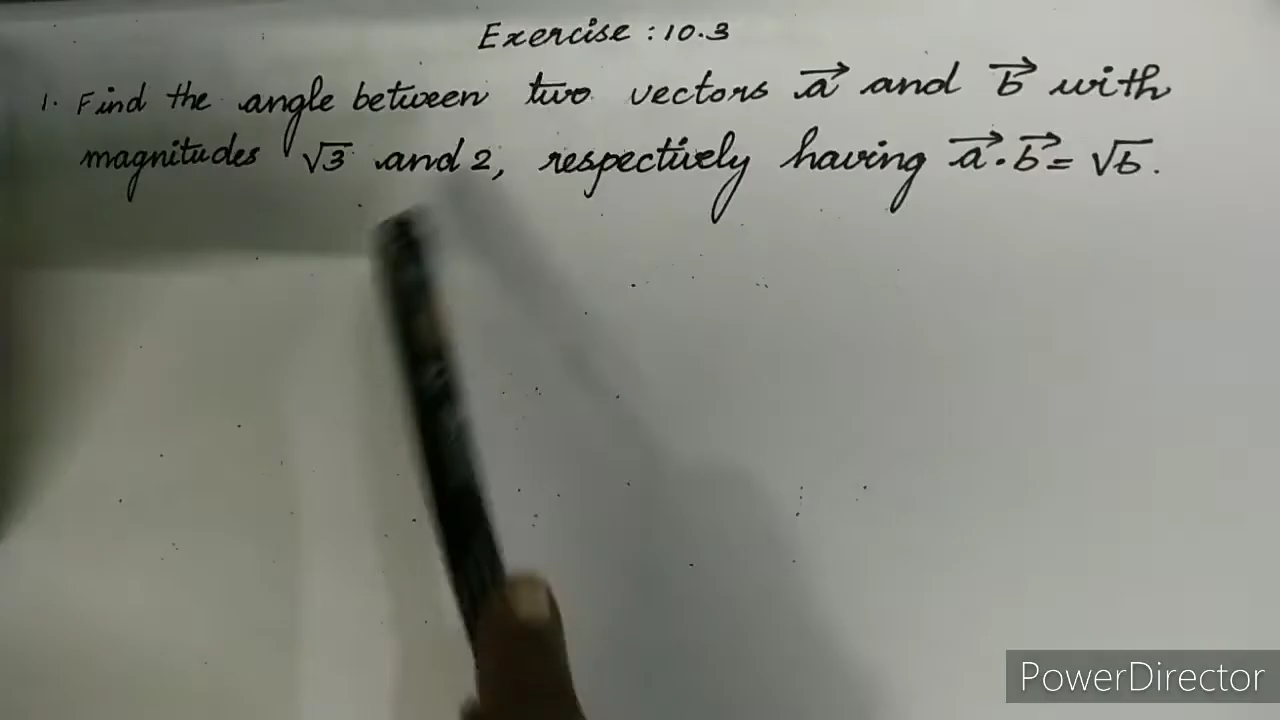 Exercise : 10.3
1. Find the angle between two vectors a⃗ and b⃗ with
magnitudes √3 and 2, respectively having a⃗·b⃗ = √6.
PowerDirector